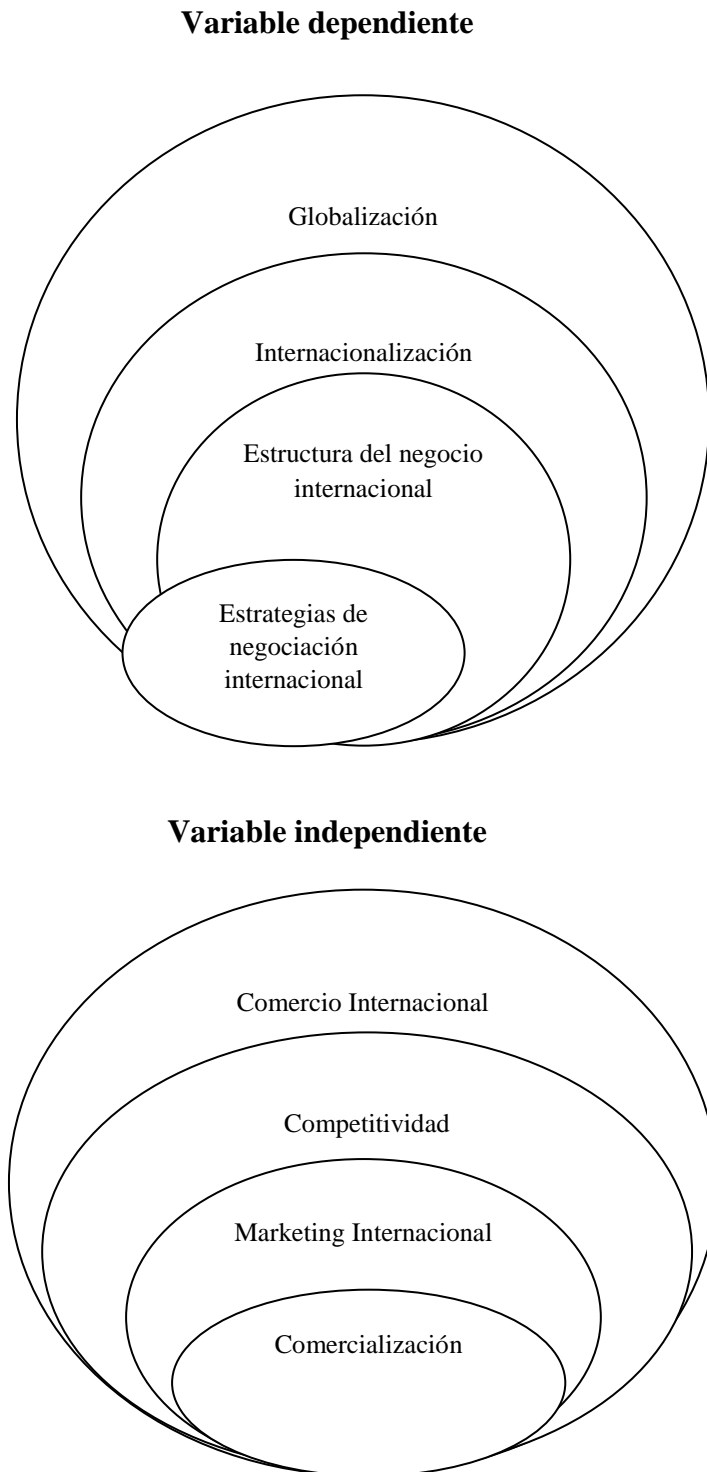 Variable dependiente
Globalización
Internacionalización
Estructura del negocio
internacional
Estrategias de
negociación
internacional
Variable independiente
Comercio Internacional
Competitividad
Marketing Internacional
Comercialización